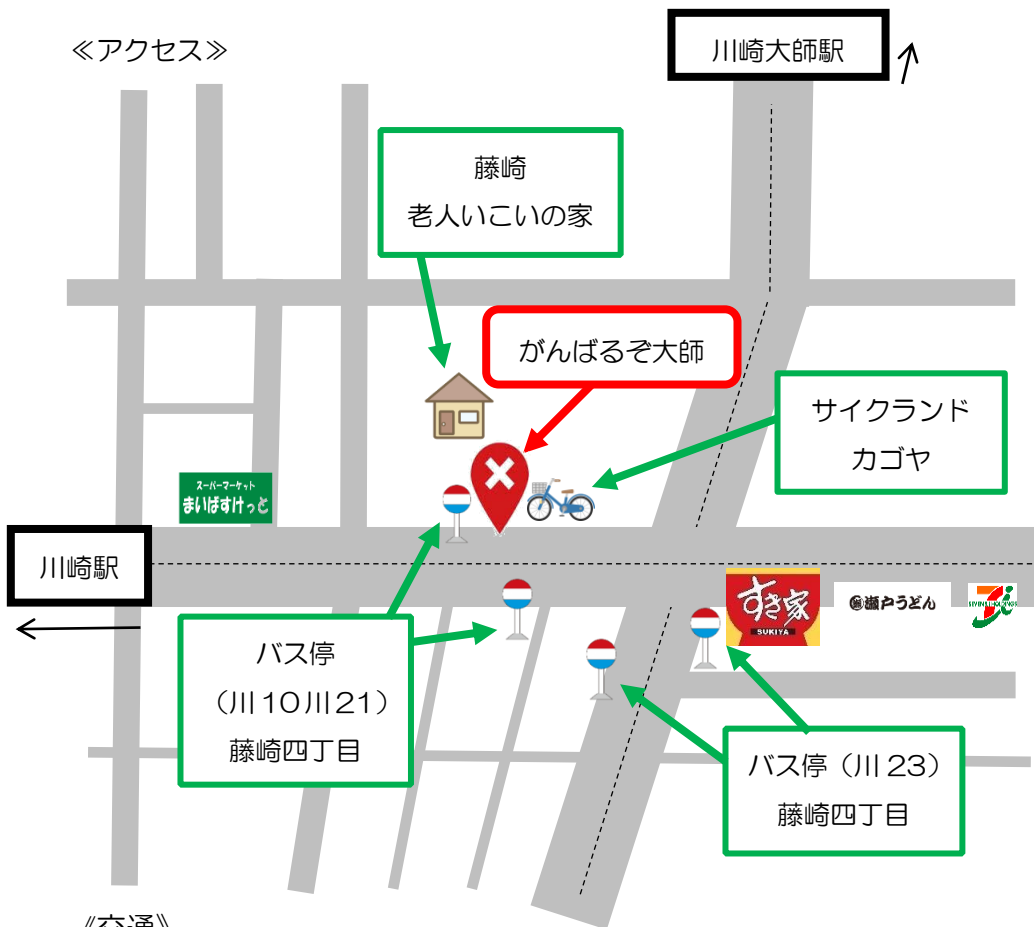 ≪アクセス≫
川崎大師駅
藤崎
老人いこいの家
がんばるぞ大師
サイクランド
カゴヤ
スーパーマーケット
まいばすけっと
川崎駅
すき家
SUKIYA
瀬戸うどん
バス停
（川10川21）
藤崎四丁目
バス停（川23）
藤崎四丁目
≪交通≫